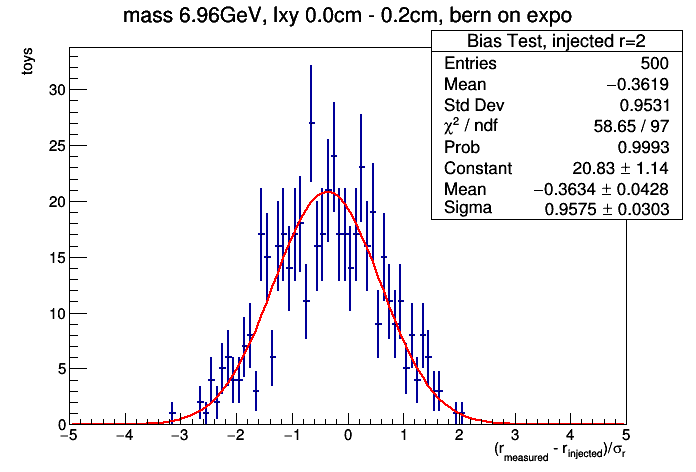 mass 6.96GeV, lxy 0.0cm - 0.2cm, bern on expo
toys
Bias Test, injected r=2
Entries 500
Mean −0.3619
Std Dev 0.9531
χ² / ndf 58.65 / 97
Prob 0.9993
Constant 20.83 ± 1.14
Mean −0.3634 ± 0.0428
Sigma 0.9575 ± 0.0303
30
25
20
15
10
5
0
−5 −4 −3 −2 −1 0 1 2 3 4 5
(r_measured - r_injected)/σ_r